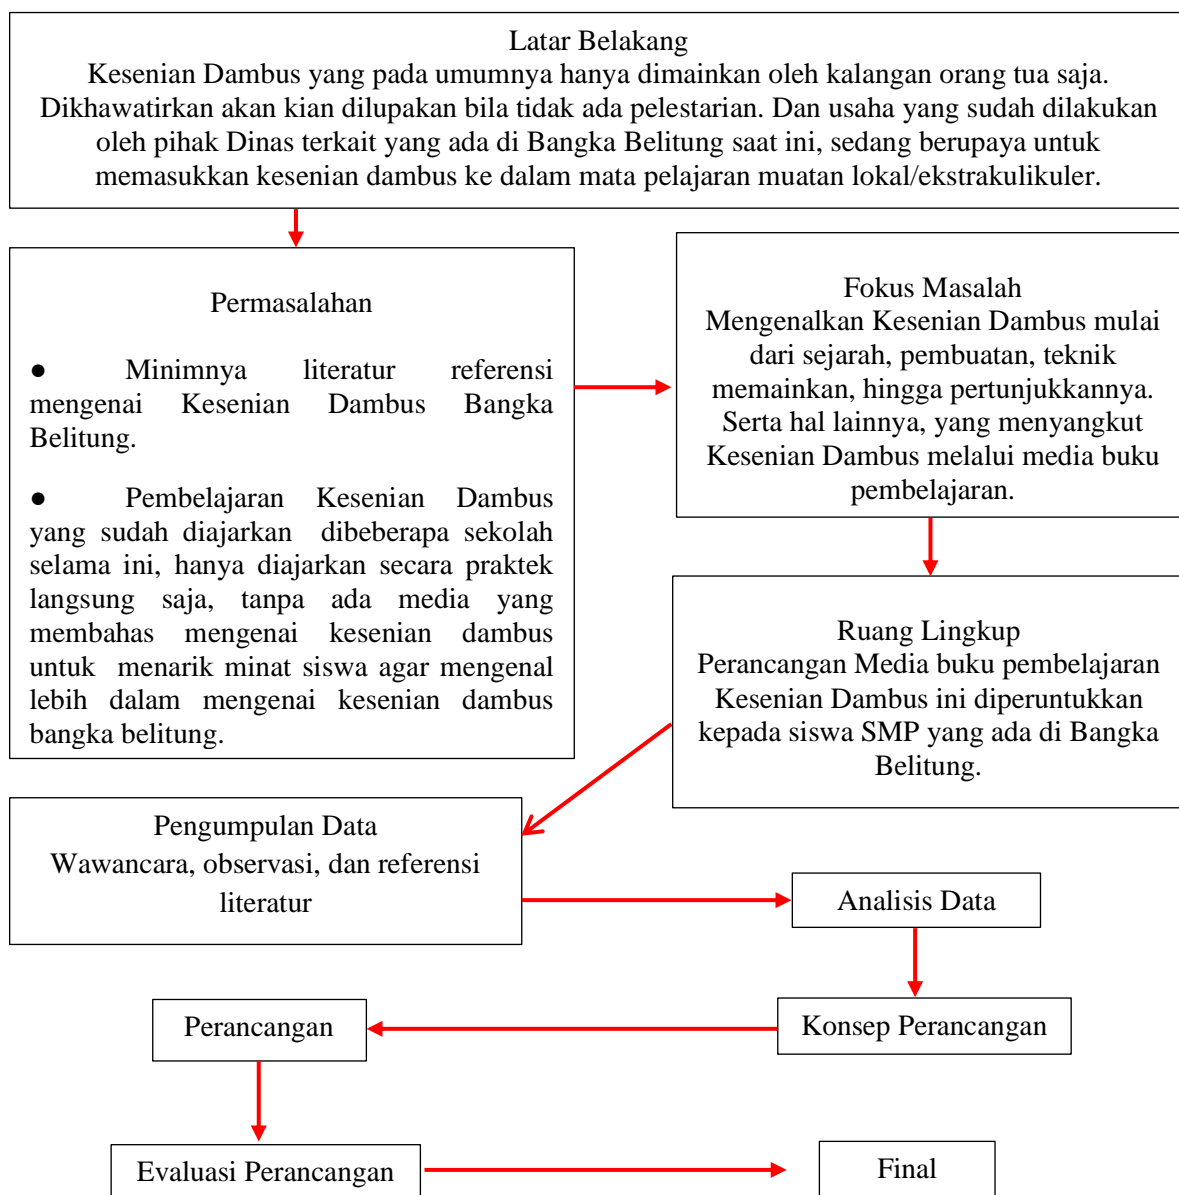 Latar Belakang
Kesenian Dambus yang pada umumnya hanya dimainkan oleh kalangan orang tua saja.
Dikhawatirkan akan kian dilupakan bila tidak ada pelestarian. Dan usaha yang sudah dilakukan
oleh pihak Dinas terkait yang ada di Bangka Belitung saat ini, sedang berupaya untuk
memasukkan kesenian dambus ke dalam mata pelajaran muatan lokal/ekstrakulikuler.
Permasalahan
● Minimnya literatur referensi
mengenai Kesenian Dambus Bangka
Belitung.
● Pembelajaran Kesenian Dambus
yang sudah diajarkan dibeberapa sekolah
selama ini, hanya diajarkan secara praktek
langsung saja, tanpa ada media yang
membahas mengenai kesenian dambus
untuk menarik minat siswa agar mengenal
lebih dalam mengenai kesenian dambus
bangka belitung.
Fokus Masalah
Mengenalkan Kesenian Dambus mulai
dari sejarah, pembuatan, teknik
memainkan, hingga pertunjukkannya.
Serta hal lainnya, yang menyangkut
Kesenian Dambus melalui media buku
pembelajaran.
Ruang Lingkup
Perancangan Media buku pembelajaran
Kesenian Dambus ini diperuntukkan
kepada siswa SMP yang ada di Bangka
Belitung.
Pengumpulan Data
Wawancara, observasi, dan referensi
literatur
Analisis Data
Konsep Perancangan
Perancangan
Evaluasi Perancangan
Final